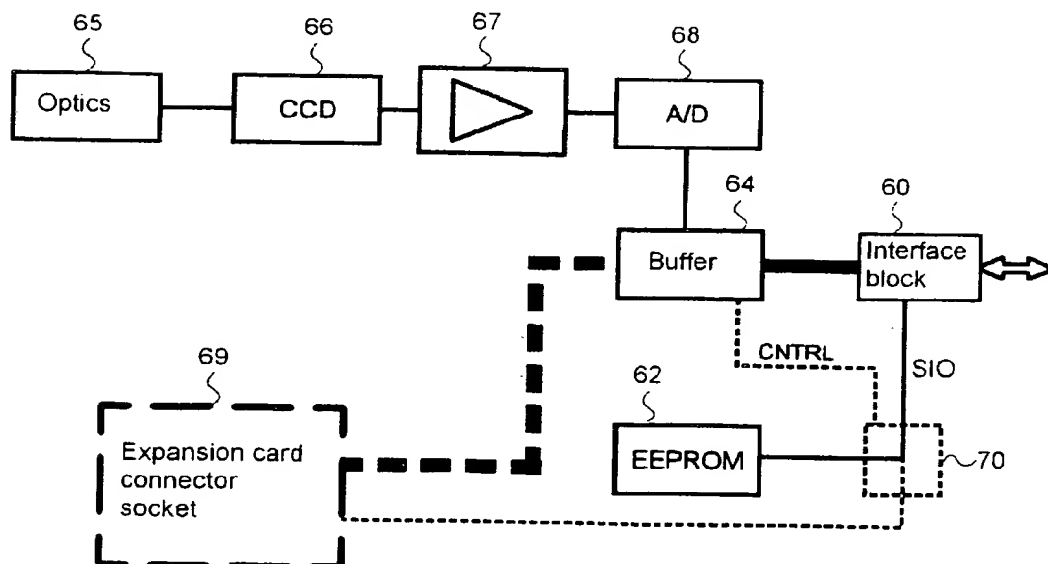 65
66
67
68
Optics
CCD
A/D
64
60
Buffer
Interface
block
CNTRL
SIO
69
62
Expansion card
connector
socket
EEPROM
70